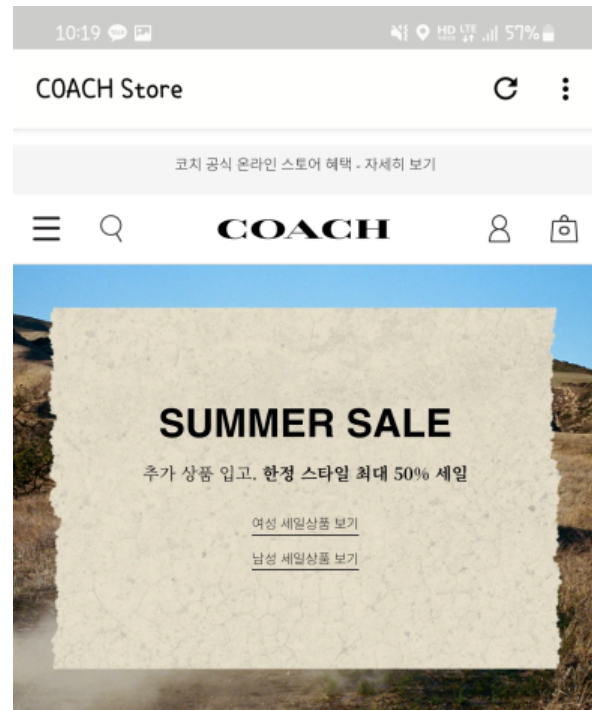 10:19 HD LTE 57%
COACH Store
코치 공식 온라인 스토어 혜택 - 자세히 보기
COACH
SUMMER SALE
추가 상품 입고, 한정 스타일 최대 50% 세일
여성 세일상품 보기
남성 세일상품 보기